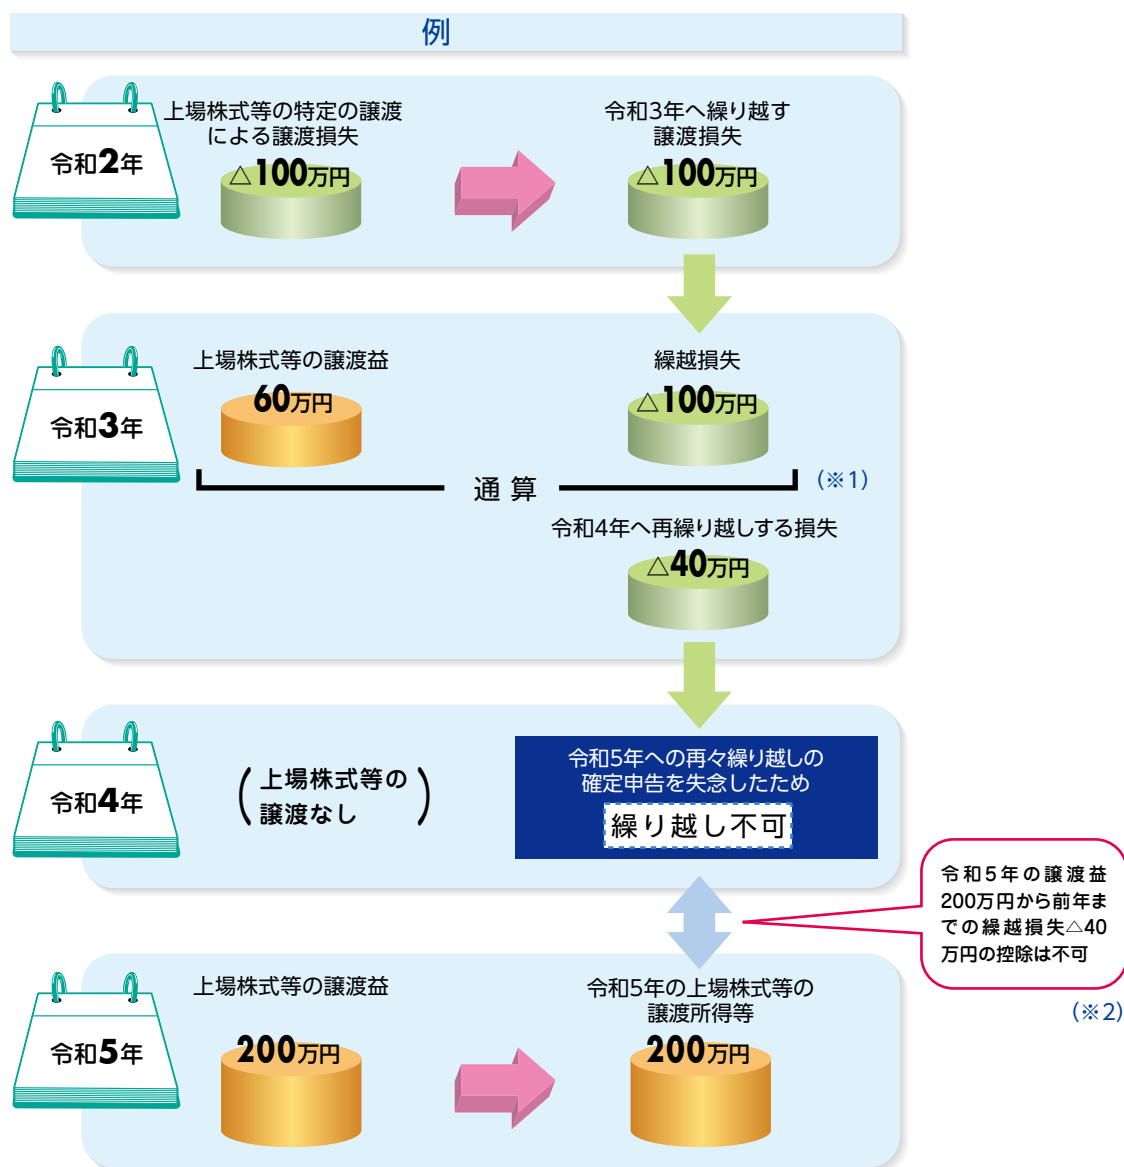 例
令和2年
上場株式等の特定の譲渡
による譲渡損失
△100万円
令和3年へ繰り越す
譲渡損失
△100万円
令和3年
上場株式等の譲渡益
60万円
繰越損失
△100万円
通算
(※1)
令和4年へ再繰り越しする損失
△40万円
令和4年
(上場株式等の
譲渡なし)
令和5年への再々繰り越しの
確定申告を失念したため
繰り越し不可
令和5年の譲渡益
200万円から前年ま
での繰越損失△40
万円の控除は不可
(※2)
令和5年
上場株式等の譲渡益
200万円
令和5年の上場株式等の
譲渡所得等
200万円